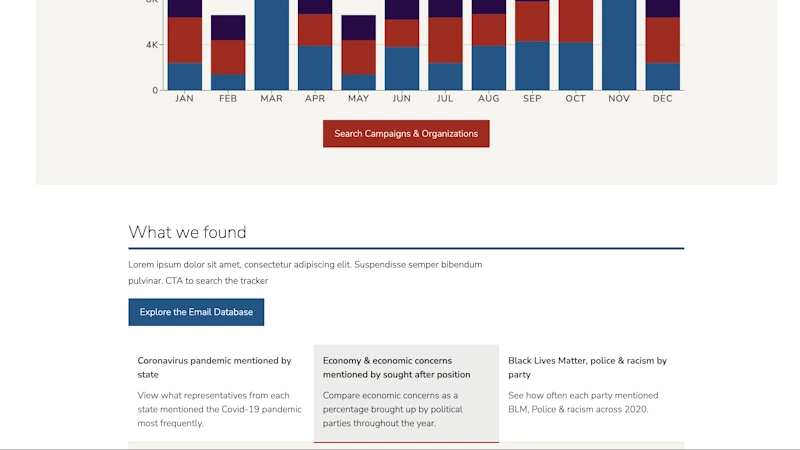 4K
0
JAN FEB MAR APR MAY JUN JUL AUG SEP OCT NOV DEC
Search Campaigns & Organizations
What we found
Lorem ipsum dolor sit amet, consectetur adipiscing elit. Suspendisse semper bibendum
pulvinar. CTA to search the tracker
Explore the Email Database
Coronavirus pandemic mentioned by
state
View what representatives from each
state mentioned the Covid-19 pandemic
most frequently.
Economy & economic concerns
mentioned by sought after position
Compare economic concerns as a
percentage brought up by political
parties throughout the year.
Black Lives Matter, police & racism by
party
See how often each party mentioned
BLM, Police & racism across 2020.